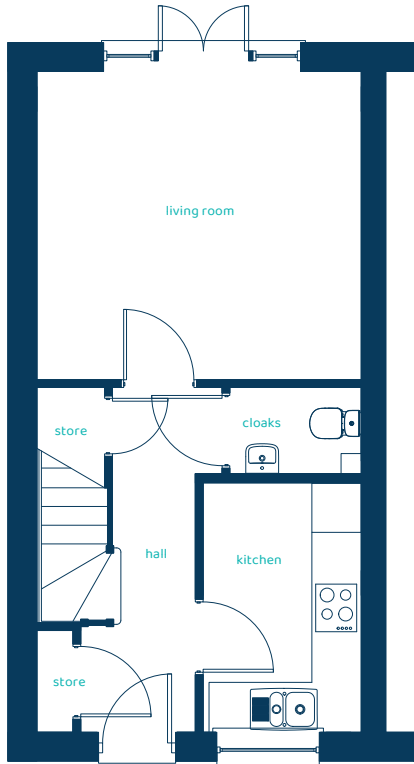 living room
store
cloaks
hall
kitchen
store